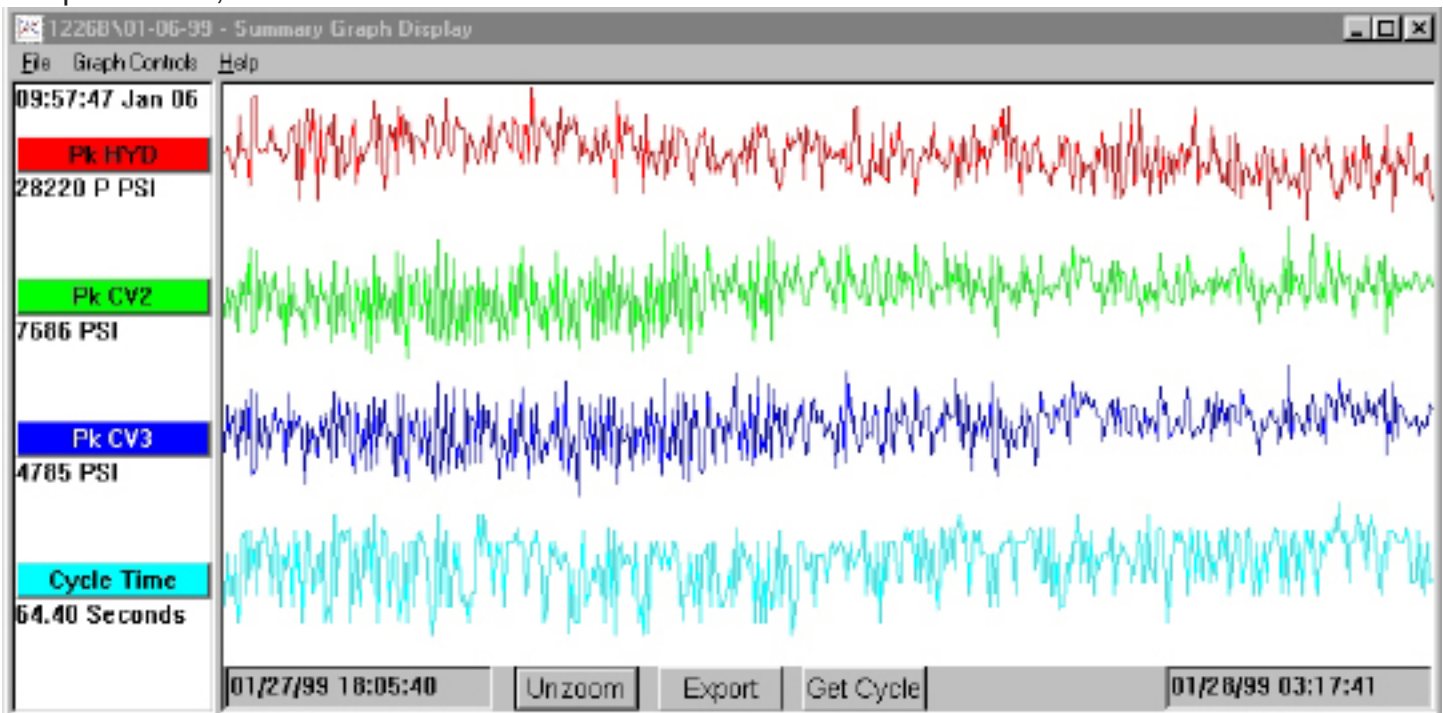 12268\01-06-99 - Summary Graph Display
File Graph Controls Help
09:57:47 Jan 06
Pk HYD
28220 P PSI
Pk CV2
7686 PSI
Pk CV3
4785 PSI
Cycle Time
64.40 Seconds
01/27/99 18:05:40 Unzoom Export Get Cycle 01/28/99 03:17:41